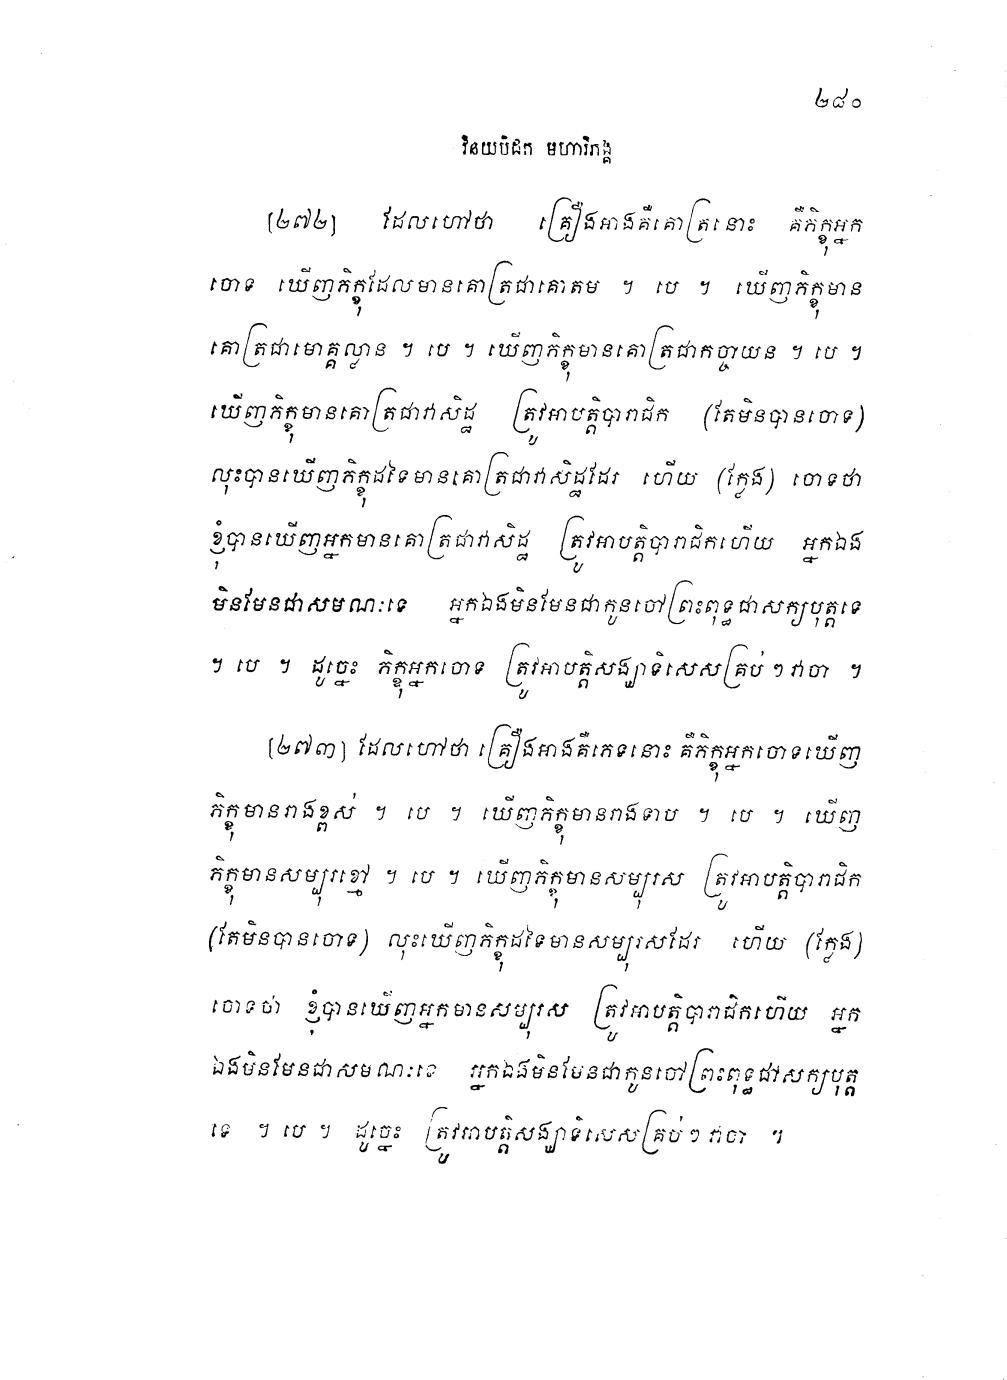 ២៨០
វិនយបិដក មហាវិភង្គ
[២៧២] ដែលហៅថា គ្រឿងអាងគឺគោត្រនោះ គឺភិក្ខុអ្នក
ចោទ ឃើញភិក្ខុដែលមានគោត្រជាគោតម ។ បេ ។ ឃើញភិក្ខុមាន
គោត្រជាមោគ្គល្លាន ។ បេ ។ ឃើញភិក្ខុមានគោត្រជាកច្ចាយន ។ បេ ។
ឃើញភិក្ខុមានគោត្រជាវាសិដ្ឋ ត្រូវអាបត្តិបារាជិក (តែមិនបានចោទ)
លុះបានឃើញភិក្ខុដទៃមានគោត្រជាវាសិដ្ឋដែរ ហើយ (ក្លែង) ចោទថា
ខ្ញុំបានឃើញអ្នកមានគោត្រជាវាសិដ្ឋ ត្រូវអាបត្តិបារាជិកហើយ អ្នកឯង
មិនមែនជាសមណៈទេ អ្នកឯងមិនមែនជាកូនចៅព្រះពុទ្ធជាសក្យបុត្តទេ
។ បេ ។ ដូច្នេះ ភិក្ខុអ្នកចោទ ត្រូវអាបត្តិសង្ឃាទិសេសគ្រប់ៗវាចា ។
[២៧៣] ដែលហៅថា គ្រឿងអាងគឺភេទនោះ គឺភិក្ខុអ្នកចោទឃើញ
ភិក្ខុមានរាងខ្ពស់ ។ បេ ។ ឃើញភិក្ខុមានរាងទាប ។ បេ ។ ឃើញ
ភិក្ខុមានសម្បុរខ្មៅ ។ បេ ។ ឃើញភិក្ខុមានសម្បុរស ត្រូវអាបត្តិបារាជិក
(តែមិនបានចោទ) លុះឃើញភិក្ខុដទៃមានសម្បុរសដែរ ហើយ (ក្លែង)
ចោទថា ខ្ញុំបានឃើញអ្នកមានសម្បុរស ត្រូវអាបត្តិបារាជិកហើយ អ្នក
ឯងមិនមែនជាសមណៈទេ អ្នកឯងមិនមែនជាកូនចៅព្រះពុទ្ធជាសក្យបុត្ត
ទេ ។ បេ ។ ដូច្នេះ ត្រូវអាបត្តិសង្ឃាទិសេសគ្រប់ៗវាចា ។